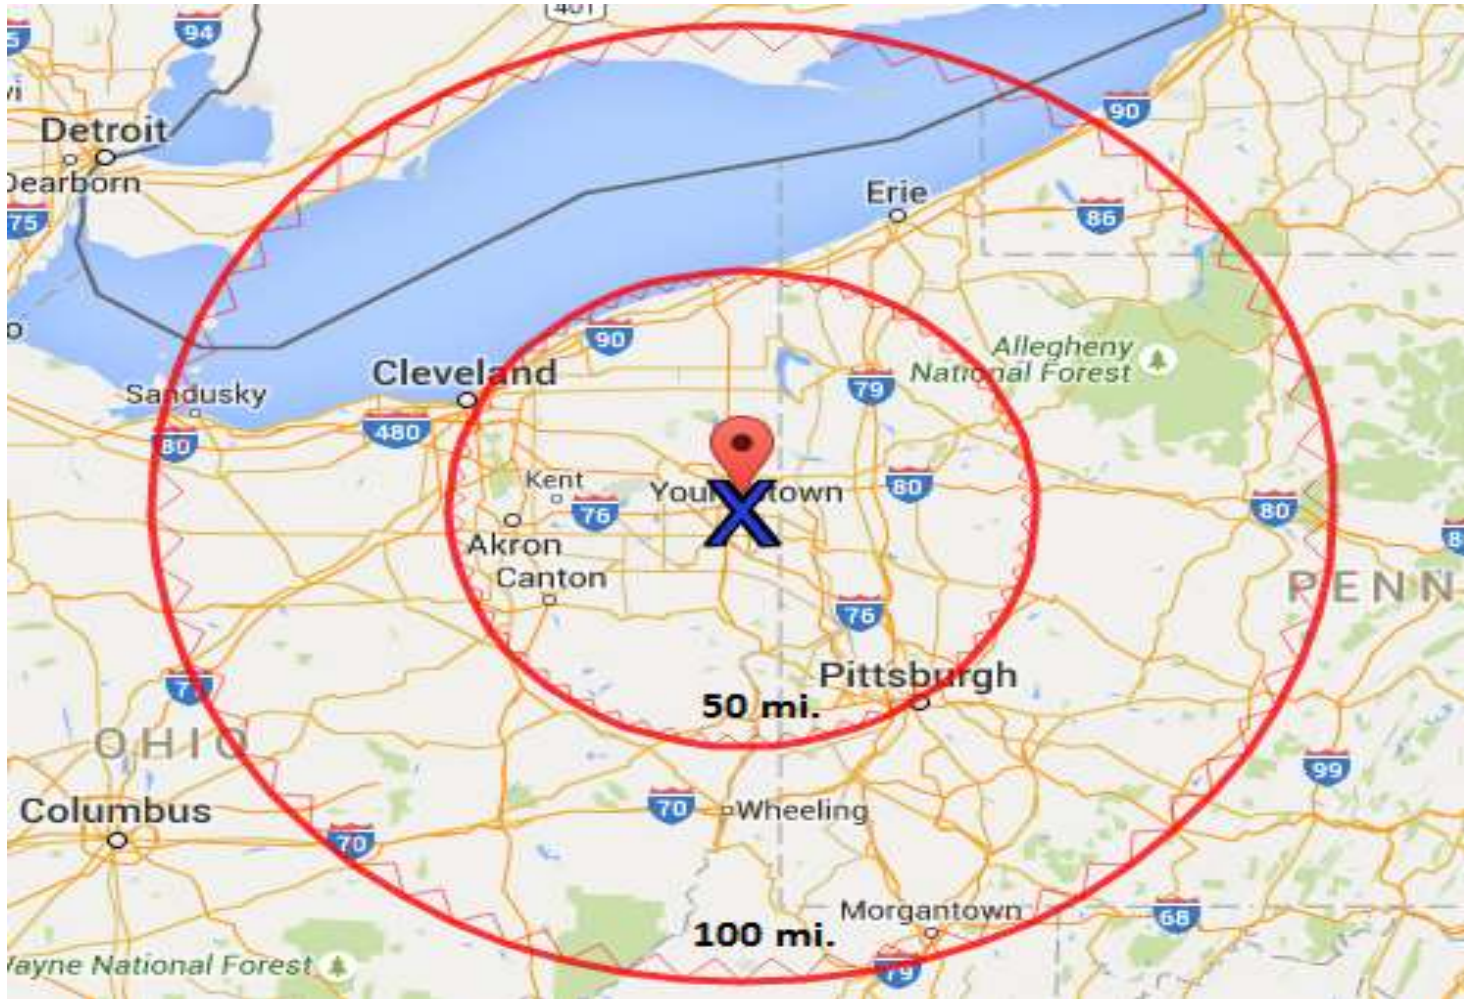 401
94
Detroit
90
Dearborn
Erie
75
86
90
Allegheny
National Forest
Cleveland
79
Sandusky
480
80
Kent
80
76
80
Akron
Canton
PENN
76
Pittsburgh
50 mi.
OHIO
99
70
Wheeling
Columbus
70
Morgantown
68
100 mi.
79
National Forest